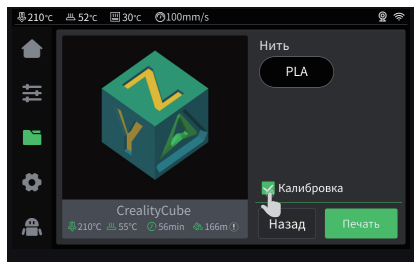 210°C 52°C 30°C 100mm/s
Нить
PLA
Z
Y
Калибровка
CrealityCube
210°C 55°C 56min 166m
Назад
Печать